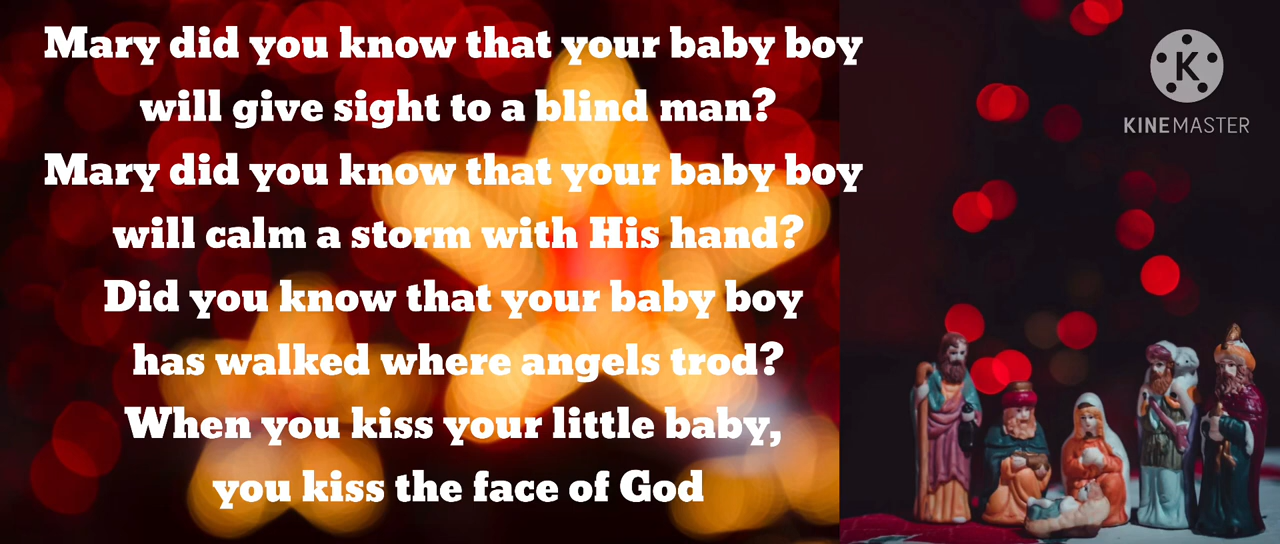 Mary did you know that your baby boy
will give sight to a blind man?
Mary did you know that your baby boy
will calm a storm with His hand?
Did you know that your baby boy
has walked where angels trod?
When you kiss your little baby,
you kiss the face of God
K
KINEMASTER